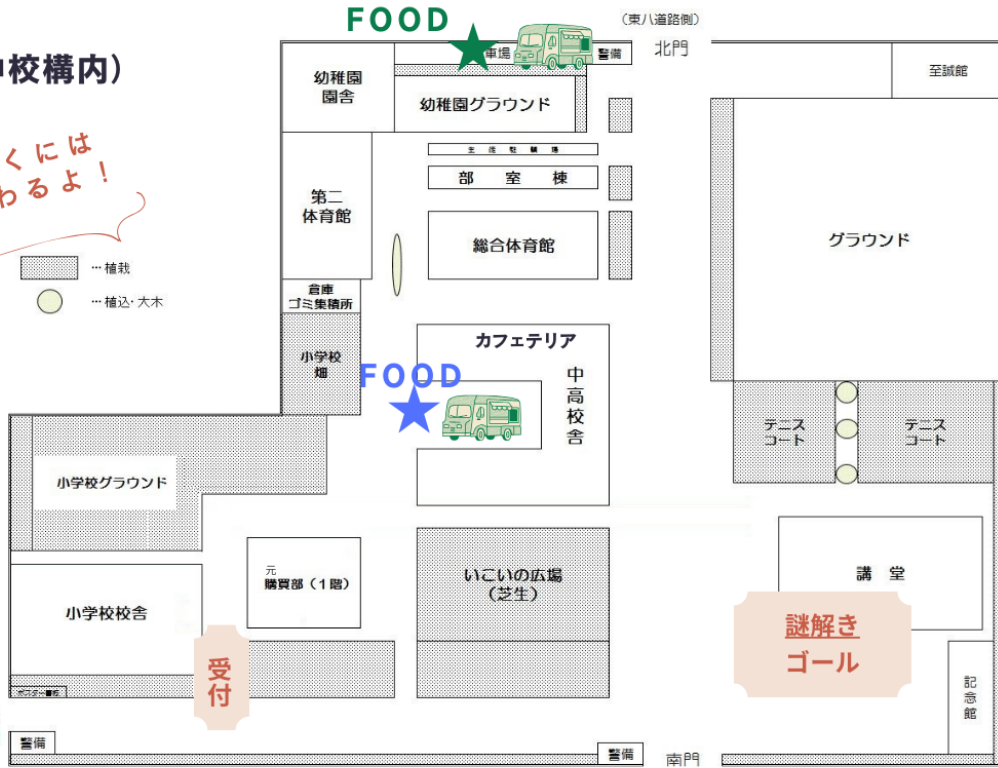 FOOD
(東八道路側)
北門
車場
警備
中校構内)
幼稚園
園舎
幼稚園グラウンド
至誠館
くには
わるよ!
生徒駐輪場
部 室 棟
第二
体育館
総合体育館
グラウンド
…植栽
…植込・大木
倉庫
ゴミ集積所
カフェテリア
小学校
畑
FOOD
中高校舎
テニス
コート
テニス
コート
小学校グラウンド
元
購買部(1階)
いこいの広場
(芝生)
講 堂
小学校校舎
謎解き
ゴール
受付
記念館
警備
警備
南門